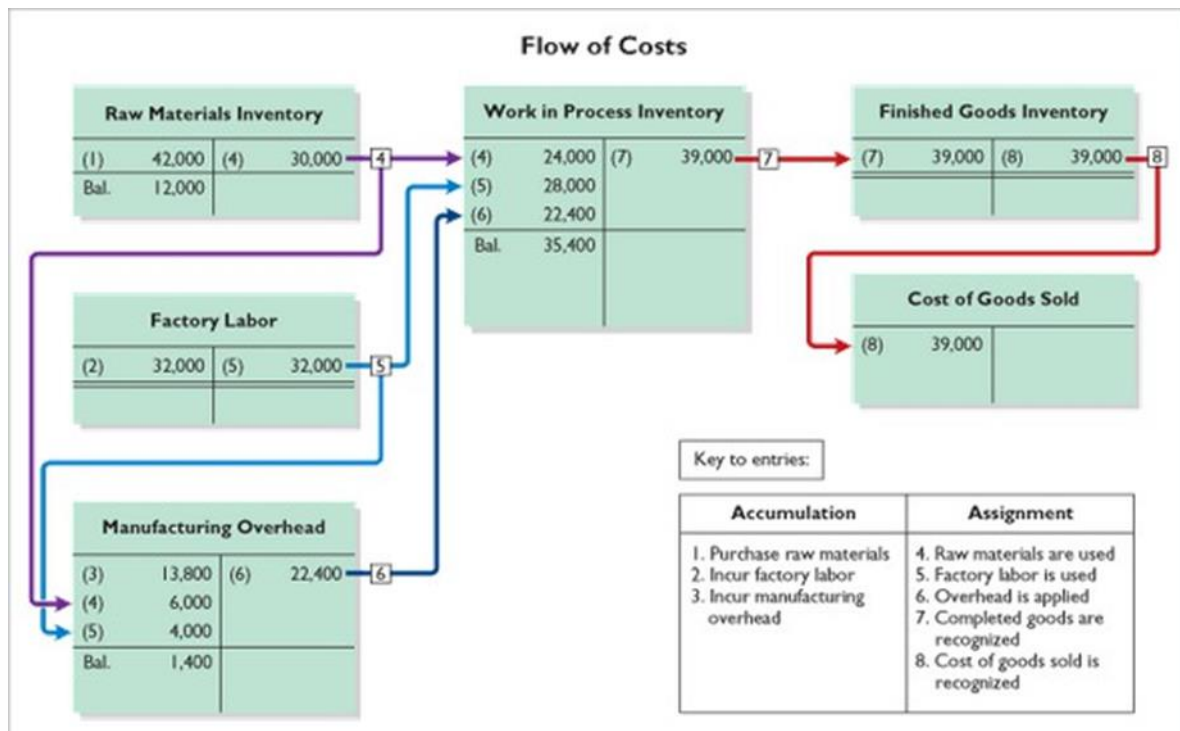 Flow of Costs
Raw Materials Inventory
(1) 42,000 (4) 30,000
Bal. 12,000
4
Factory Labor
(2) 32,000 (5) 32,000
5
Manufacturing Overhead
(3) 13,800 (6) 22,400
(4) 6,000
(5) 4,000
Bal. 1,400
6
Work in Process Inventory
(4) 24,000 (7) 39,000
(5) 28,000
(6) 22,400
Bal. 35,400
7
Finished Goods Inventory
(7) 39,000 (8) 39,000
8
Cost of Goods Sold
(8) 39,000
Key to entries:
Accumulation
1. Purchase raw materials
2. Incur factory labor
3. Incur manufacturing
overhead
Assignment
4. Raw materials are used
5. Factory labor is used
6. Overhead is applied
7. Completed goods are
recognized
8. Cost of goods sold is
recognized